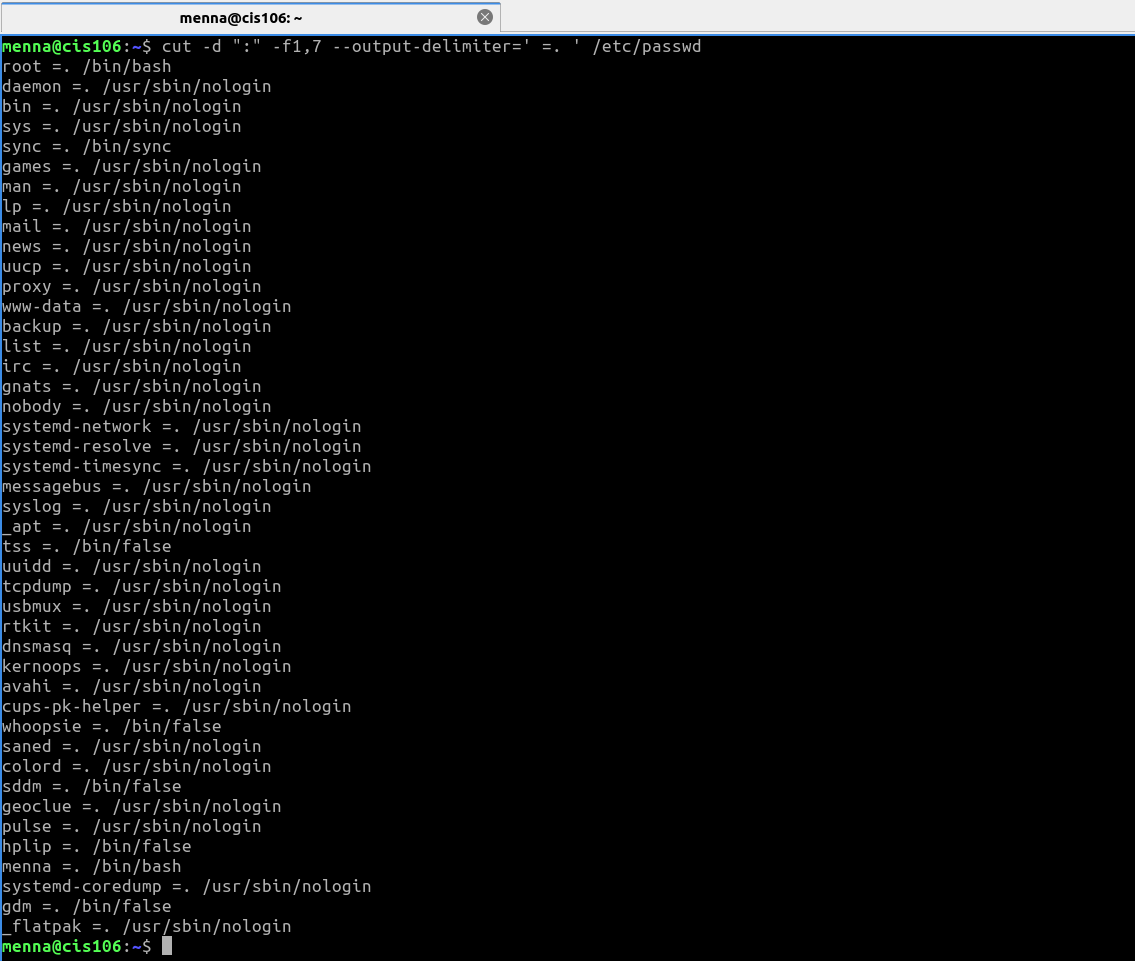 menna@cis106: ~
menna@cis106:~$ cut -d ":" -f1,7 --output-delimiter=' =. ' /etc/passwd
root =. /bin/bash
daemon =. /usr/sbin/nologin
bin =. /usr/sbin/nologin
sys =. /usr/sbin/nologin
sync =. /bin/sync
games =. /usr/sbin/nologin
man =. /usr/sbin/nologin
lp =. /usr/sbin/nologin
mail =. /usr/sbin/nologin
news =. /usr/sbin/nologin
uucp =. /usr/sbin/nologin
proxy =. /usr/sbin/nologin
www-data =. /usr/sbin/nologin
backup =. /usr/sbin/nologin
list =. /usr/sbin/nologin
irc =. /usr/sbin/nologin
gnats =. /usr/sbin/nologin
nobody =. /usr/sbin/nologin
systemd-network =. /usr/sbin/nologin
systemd-resolve =. /usr/sbin/nologin
systemd-timesync =. /usr/sbin/nologin
messagebus =. /usr/sbin/nologin
syslog =. /usr/sbin/nologin
_apt =. /usr/sbin/nologin
tss =. /bin/false
uuidd =. /usr/sbin/nologin
tcpdump =. /usr/sbin/nologin
usbmux =. /usr/sbin/nologin
rtkit =. /usr/sbin/nologin
dnsmasq =. /usr/sbin/nologin
kernoops =. /usr/sbin/nologin
avahi =. /usr/sbin/nologin
cups-pk-helper =. /usr/sbin/nologin
whoopsie =. /bin/false
saned =. /usr/sbin/nologin
colord =. /usr/sbin/nologin
sddm =. /bin/false
geoclue =. /usr/sbin/nologin
pulse =. /usr/sbin/nologin
hplip =. /bin/false
menna =. /bin/bash
systemd-coredump =. /usr/sbin/nologin
gdm =. /bin/false
_flatpak =. /usr/sbin/nologin
menna@cis106:~$